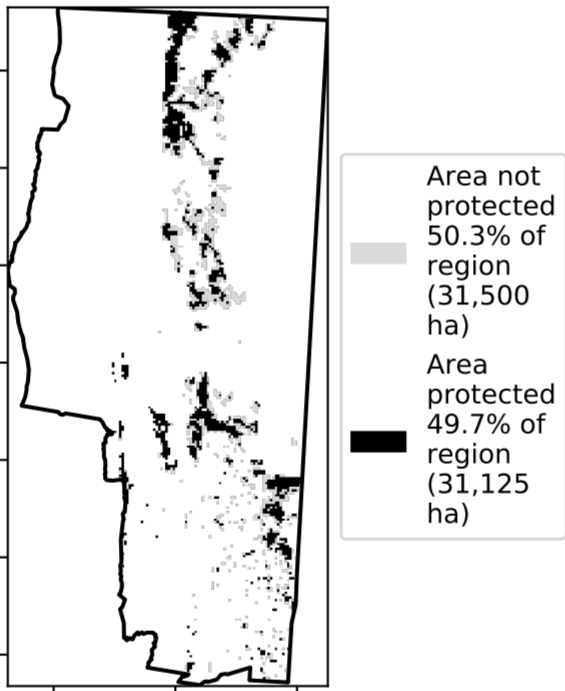 Area not
protected
50.3% of
region
(31,500
ha)
Area
protected
49.7% of
region
(31,125
ha)